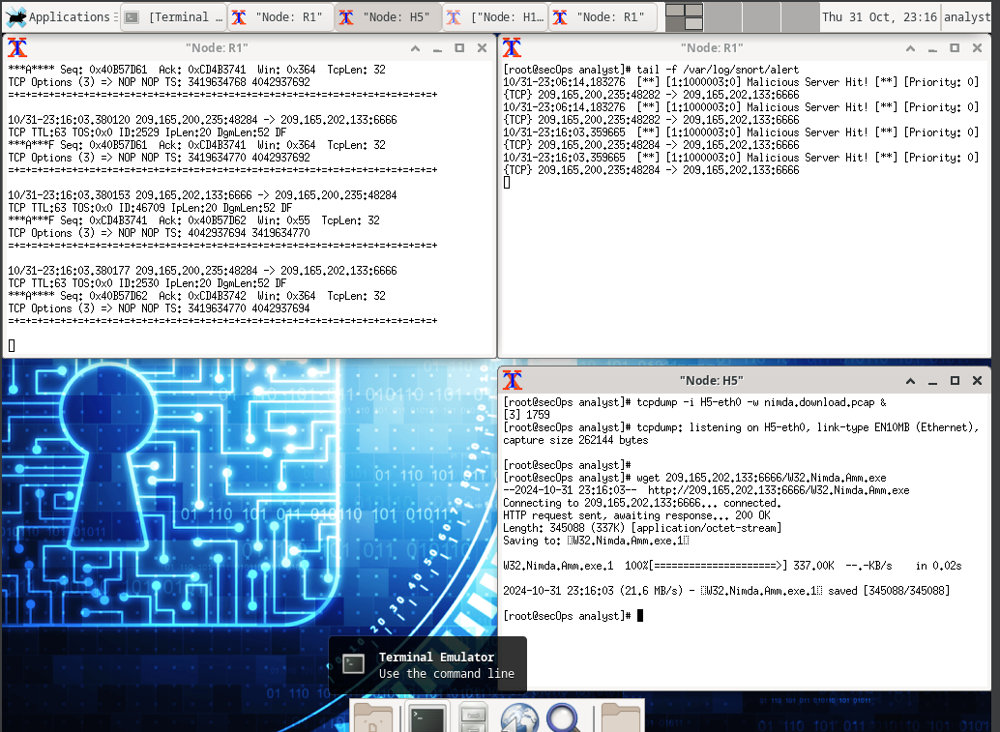 Applications
[Terminal ...
"Node: R1"
"Node: H5"
["Node: H1...
"Node: R1"
Thu 31 Oct, 23:16
analyst
"Node: R1"
***A**** Seq: 0x40B57D61  Ack: 0xCD4B3741  Win: 0x364  TcpLen: 32
TCP Options (3) => NOP NOP TS: 3419634768 4042937692
=+=+=+=+=+=+=+=+=+=+=+=+=+=+=+=+=+=+=+=+=+=+=+=+=+=+=+=+=+=+=+=+=+=+=+=+=+
10/31-23:16:03.380120 209.165.200.235:48284 -> 209.165.202.133:6666
TCP TTL:63 TOS:0x0 ID:2529 IpLen:20 DgmLen:52 DF
***A***F Seq: 0x40B57D61  Ack: 0xCD4B3741  Win: 0x364  TcpLen: 32
TCP Options (3) => NOP NOP TS: 3419634770 4042937692
=+=+=+=+=+=+=+=+=+=+=+=+=+=+=+=+=+=+=+=+=+=+=+=+=+=+=+=+=+=+=+=+=+=+=+=+=+
10/31-23:16:03.380153 209.165.202.133:6666 -> 209.165.200.235:48284
TCP TTL:63 TOS:0x0 ID:46709 IpLen:20 DgmLen:52 DF
***A***F Seq: 0xCD4B3741  Ack: 0x40B57D62  Win: 0x55  TcpLen: 32
TCP Options (3) => NOP NOP TS: 4042937694 3419634770
=+=+=+=+=+=+=+=+=+=+=+=+=+=+=+=+=+=+=+=+=+=+=+=+=+=+=+=+=+=+=+=+=+=+=+=+=+
10/31-23:16:03.380177 209.165.200.235:48284 -> 209.165.202.133:6666
TCP TTL:63 TOS:0x0 ID:2530 IpLen:20 DgmLen:52 DF
***A**** Seq: 0x40B57D62  Ack: 0xCD4B3742  Win: 0x364  TcpLen: 32
TCP Options (3) => NOP NOP TS: 3419634770 4042937694
=+=+=+=+=+=+=+=+=+=+=+=+=+=+=+=+=+=+=+=+=+=+=+=+=+=+=+=+=+=+=+=+=+=+=+=+=+
"Node: R1"
[root@secOps analyst]# tail -f /var/log/snort/alert
10/31-23:06:14.183276  [**] [1:1000003:0] Malicious Server Hit! [**] [Priority: 0]
{TCP} 209.165.200.235:48282 -> 209.165.202.133:6666
10/31-23:06:14.183276  [**] [1:1000003:0] Malicious Server Hit! [**] [Priority: 0]
{TCP} 209.165.200.235:48282 -> 209.165.202.133:6666
10/31-23:16:03.359665  [**] [1:1000003:0] Malicious Server Hit! [**] [Priority: 0]
{TCP} 209.165.200.235:48284 -> 209.165.202.133:6666
10/31-23:16:03.359665  [**] [1:1000003:0] Malicious Server Hit! [**] [Priority: 0]
{TCP} 209.165.200.235:48284 -> 209.165.202.133:6666
"Node: H5"
[root@secOps analyst]# tcpdump -i H5-eth0 -w nimda.download.pcap &
[3] 1759
[root@secOps analyst]# tcpdump: listening on H5-eth0, link-type EN10MB (Ethernet),
capture size 262144 bytes
[root@secOps analyst]#
[root@secOps analyst]# wget 209.165.202.133:6666/W32.Nimda.Amm.exe
--2024-10-31 23:16:03--  http://209.165.202.133:6666/W32.Nimda.Amm.exe
Connecting to 209.165.202.133:6666... connected.
HTTP request sent, awaiting response... 200 OK
Length: 345088 (337K) [application/octet-stream]
Saving to: W32.Nimda.Amm.exe.1
W32.Nimda.Amm.exe.1  100%[=====================>] 337.00K  --.-KB/s    in 0.02s
2024-10-31 23:16:03 (21.6 MB/s) - W32.Nimda.Amm.exe.1 saved [345088/345088]
[root@secOps analyst]#
Terminal Emulator
Use the command line